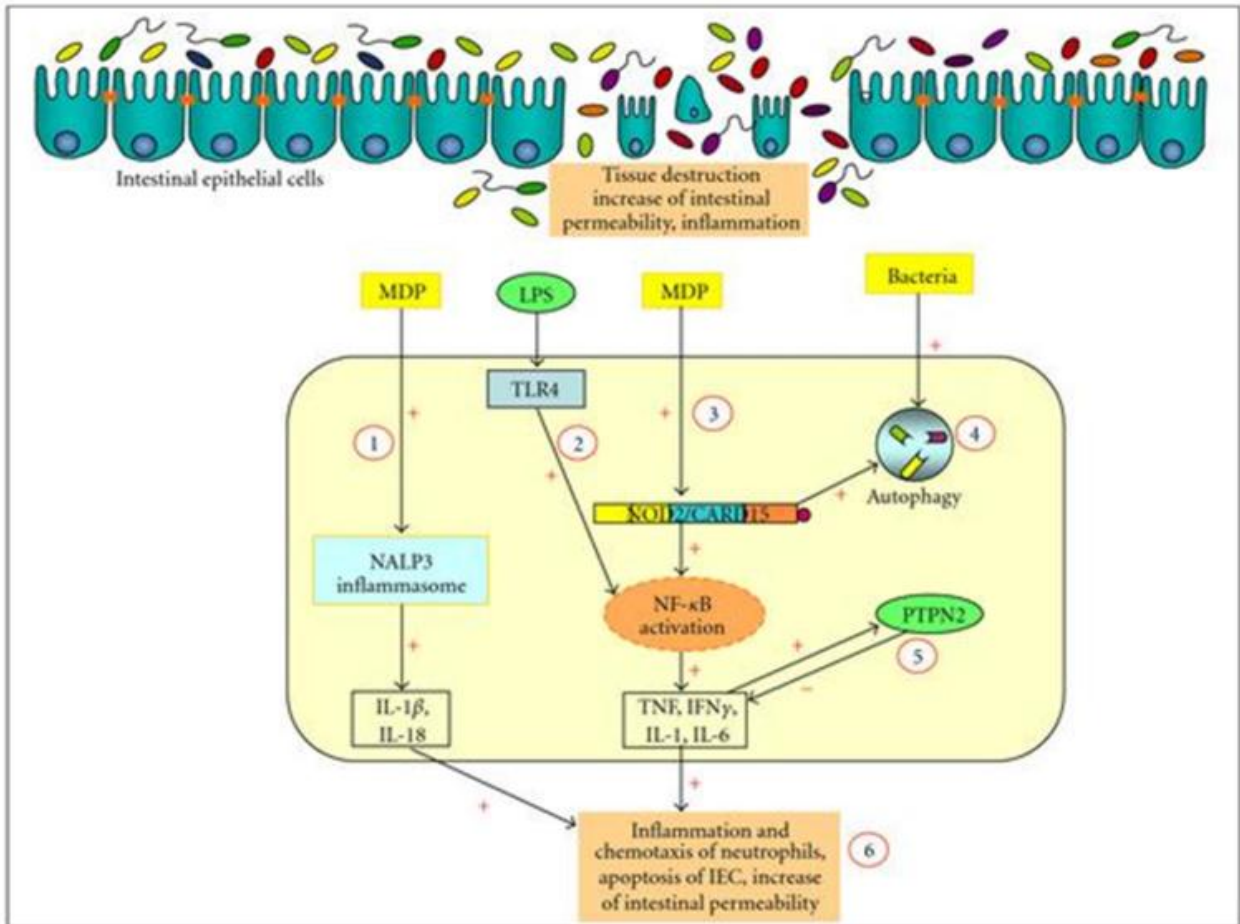 Intestinal epithelial cells
Tissue destruction
increase of intestinal
permeability, inflammation
MDP
LPS
MDP
Bacteria
+
TLR4
+
1
2
+
3
4
+
+
Autophagy
NOD2/CARD15
+
NALP3
inflammasome
NF-κB
activation
PTPN2
+
+
+
5
−
IL-1β,
IL-18
TNF, IFNγ,
IL-1, IL-6
+
+
Inflammation and
chemotaxis of neutrophils,
apoptosis of IEC, increase
of intestinal permeability
6